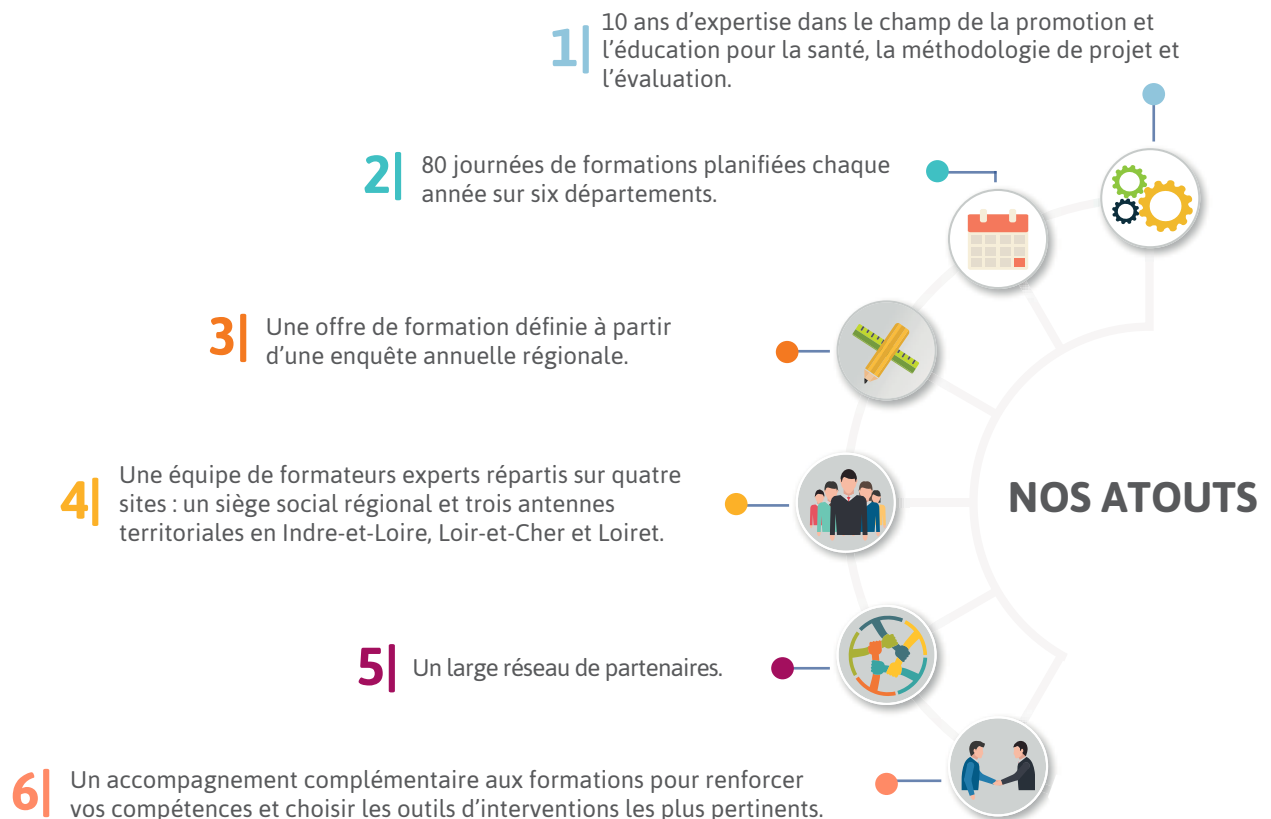 1| 10 ans d’expertise dans le champ de la promotion et
l’éducation pour la santé, la méthodologie de projet et
l’évaluation.
2| 80 journées de formations planifiées chaque
année sur six départements.
3| Une offre de formation définie à partir
d’une enquête annuelle régionale.
4| Une équipe de formateurs experts répartis sur quatre
sites : un siège social régional et trois antennes
territoriales en Indre-et-Loire, Loir-et-Cher et Loiret.
NOS ATOUTS
5| Un large réseau de partenaires.
6| Un accompagnement complémentaire aux formations pour renforcer
vos compétences et choisir les outils d’interventions les plus pertinents.